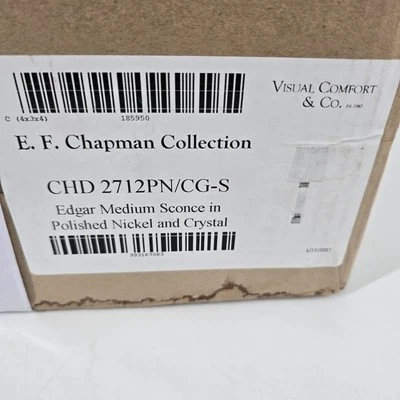 VISUAL COMFORT
& CO.
C (4x3x4) 185950
E. F. Chapman Collection
CHD 2712PN/CG-S
Edgar Medium Sconce in
Polished Nickel and Crystal